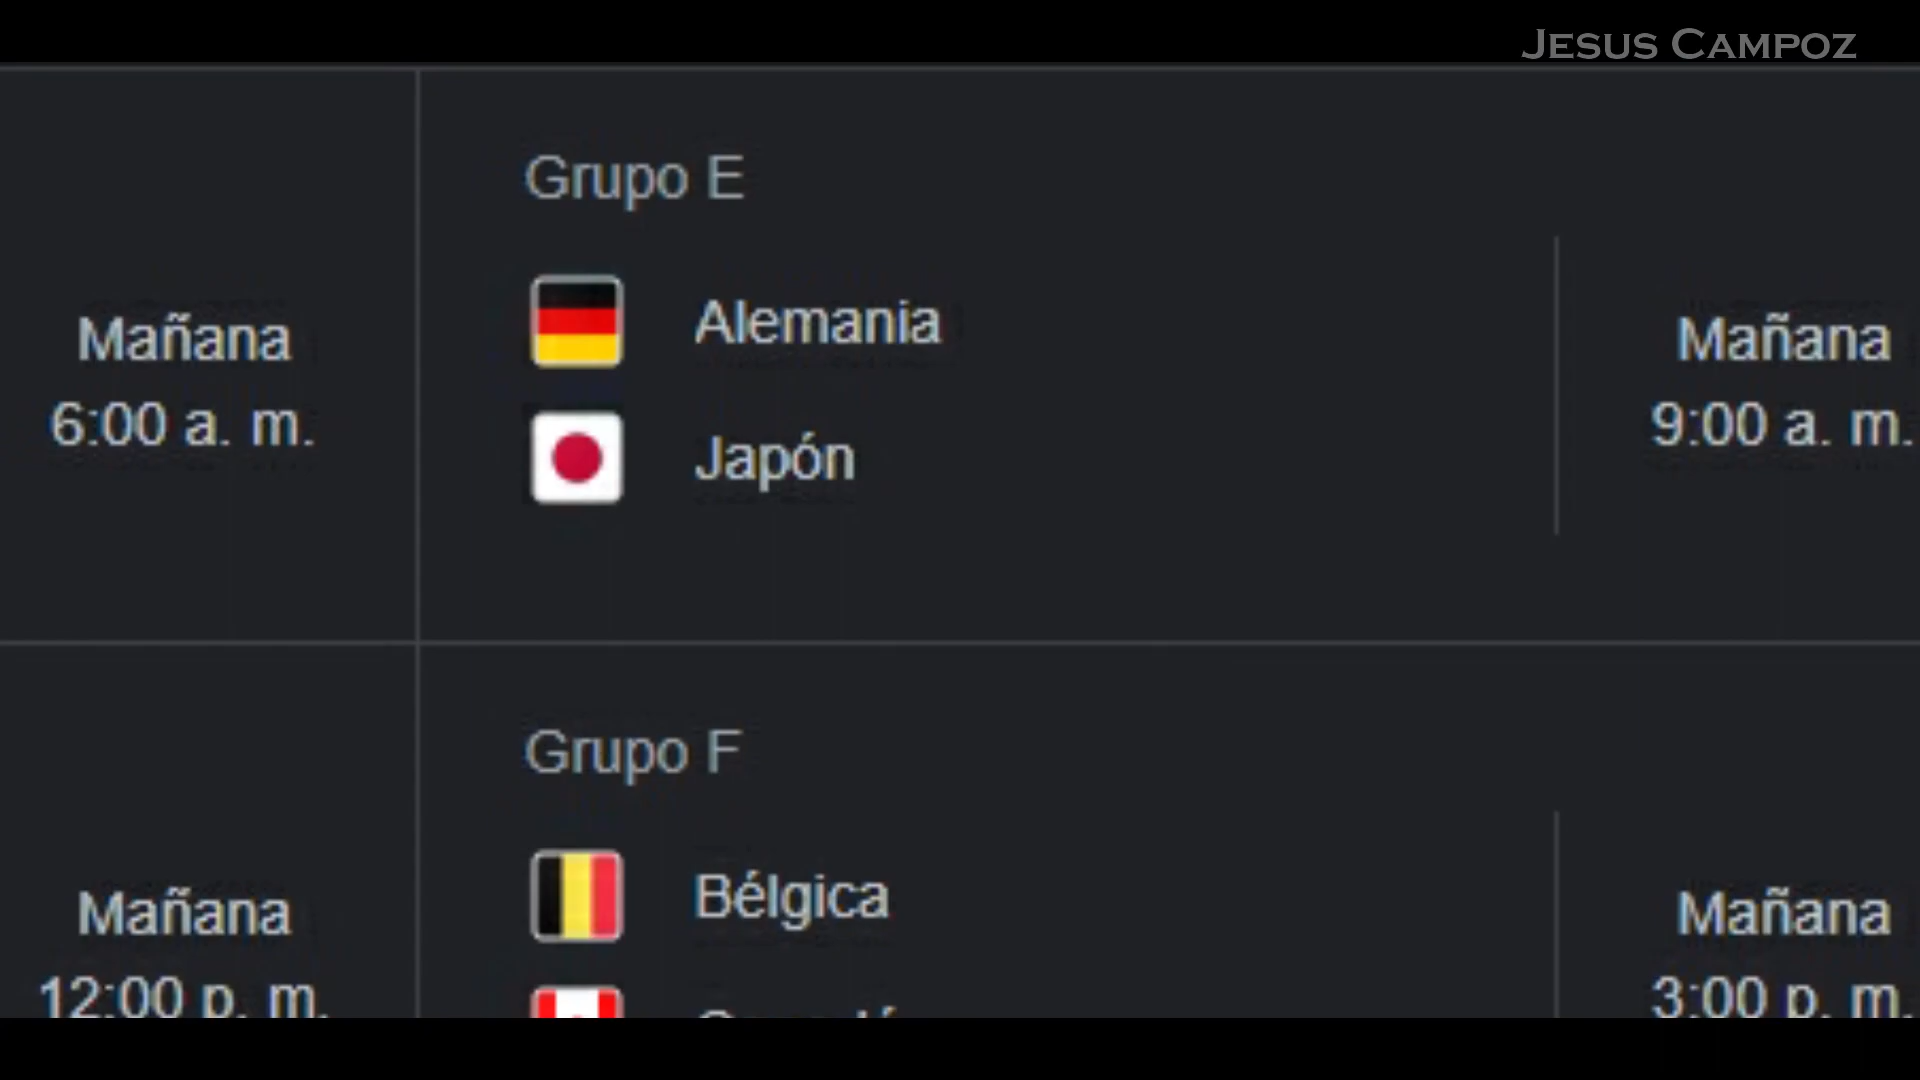 JESUS CAMPOZ
Mañana
6:00 a. m.
Grupo E
Alemania
Japón
Mañana
9:00 a. m.
Mañana
12:00 p. m.
Grupo F
Bélgica
Mañana
3:00 p. m.